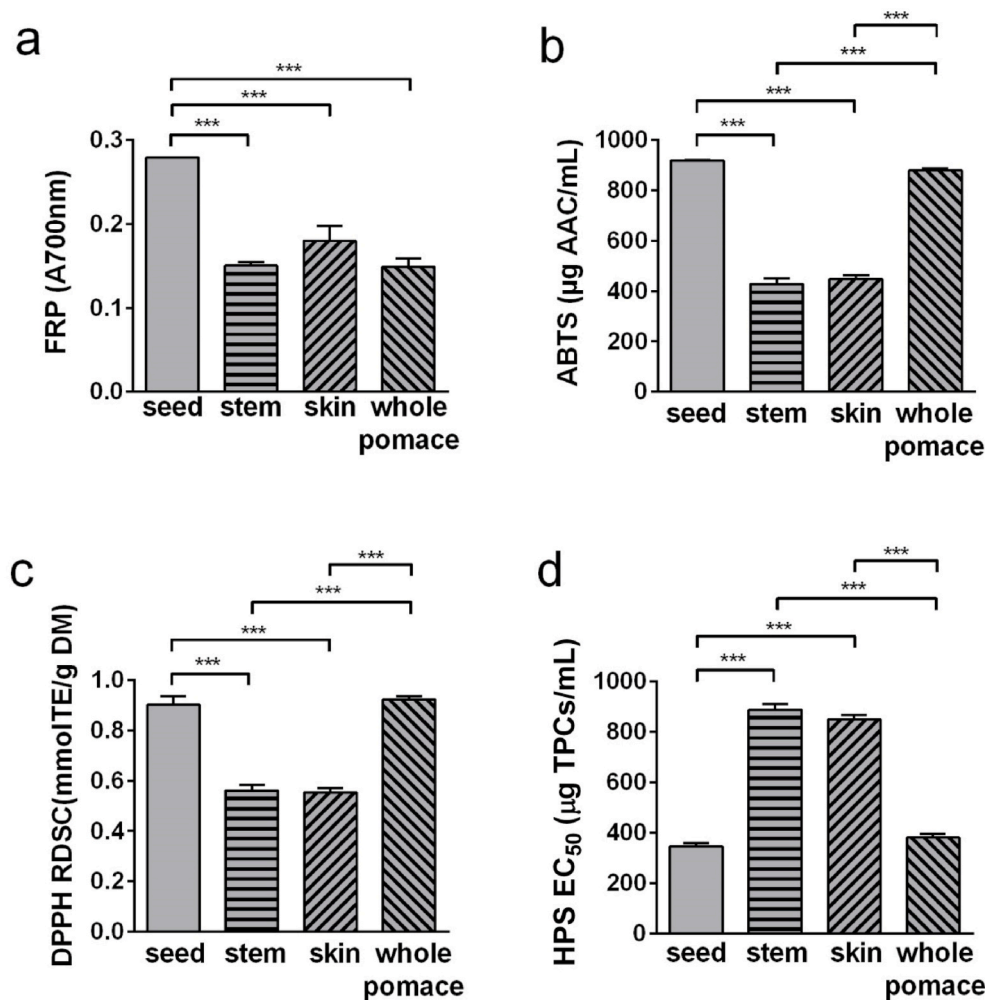 a
***
***
***
FRP (A700nm)
0.3
0.2
0.1
0.0
seed stem skin whole
pomace
b
***
***
***
***
ABTS (µg AAC/mL)
1000
800
600
400
200
0
seed stem skin whole
pomace
c
***
***
***
***
DPPH RDSC(mmolTE/g DM)
1.0
0.8
0.6
0.4
0.2
0.0
seed stem skin whole
pomace
d
***
***
***
***
HPS EC₅₀ (µg TPCs/mL)
1000
800
600
400
200
0
seed stem skin whole
pomace